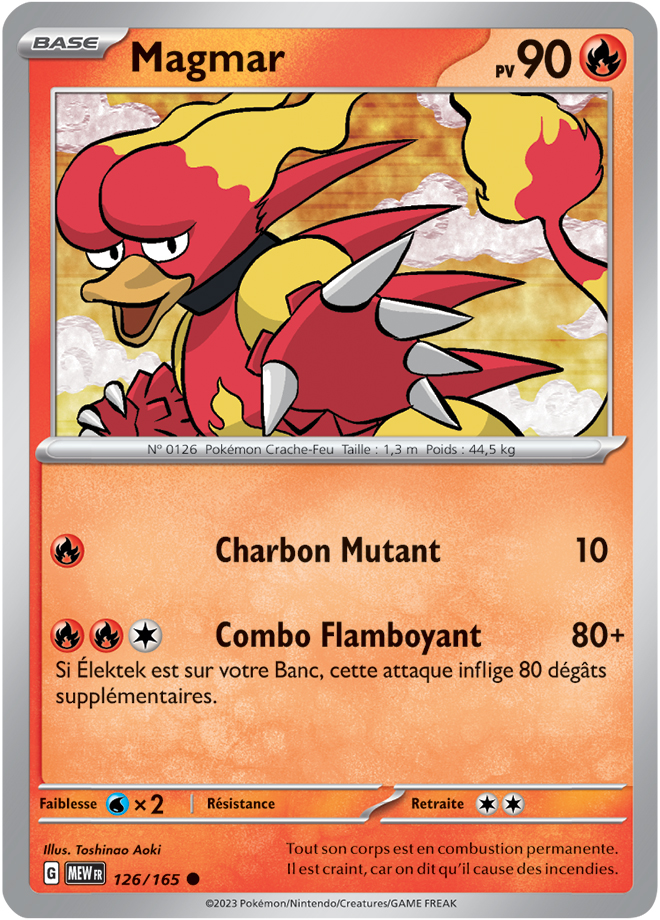 BASE
Magmar
PV 90
N° 0126 Pokémon Crache-Feu Taille : 1,3 m Poids : 44,5 kg
Charbon Mutant 10
Combo Flamboyant 80+
Si Élektek est sur votre Banc, cette attaque inflige 80 dégâts
supplémentaires.
Faiblesse ×2 Résistance Retraite
Illus. Toshinao Aoki
G MEW FR 126/165
Tout son corps est en combustion permanente.
Il est craint, car on dit qu'il cause des incendies.
©2023 Pokémon/Nintendo/Creatures/GAME FREAK